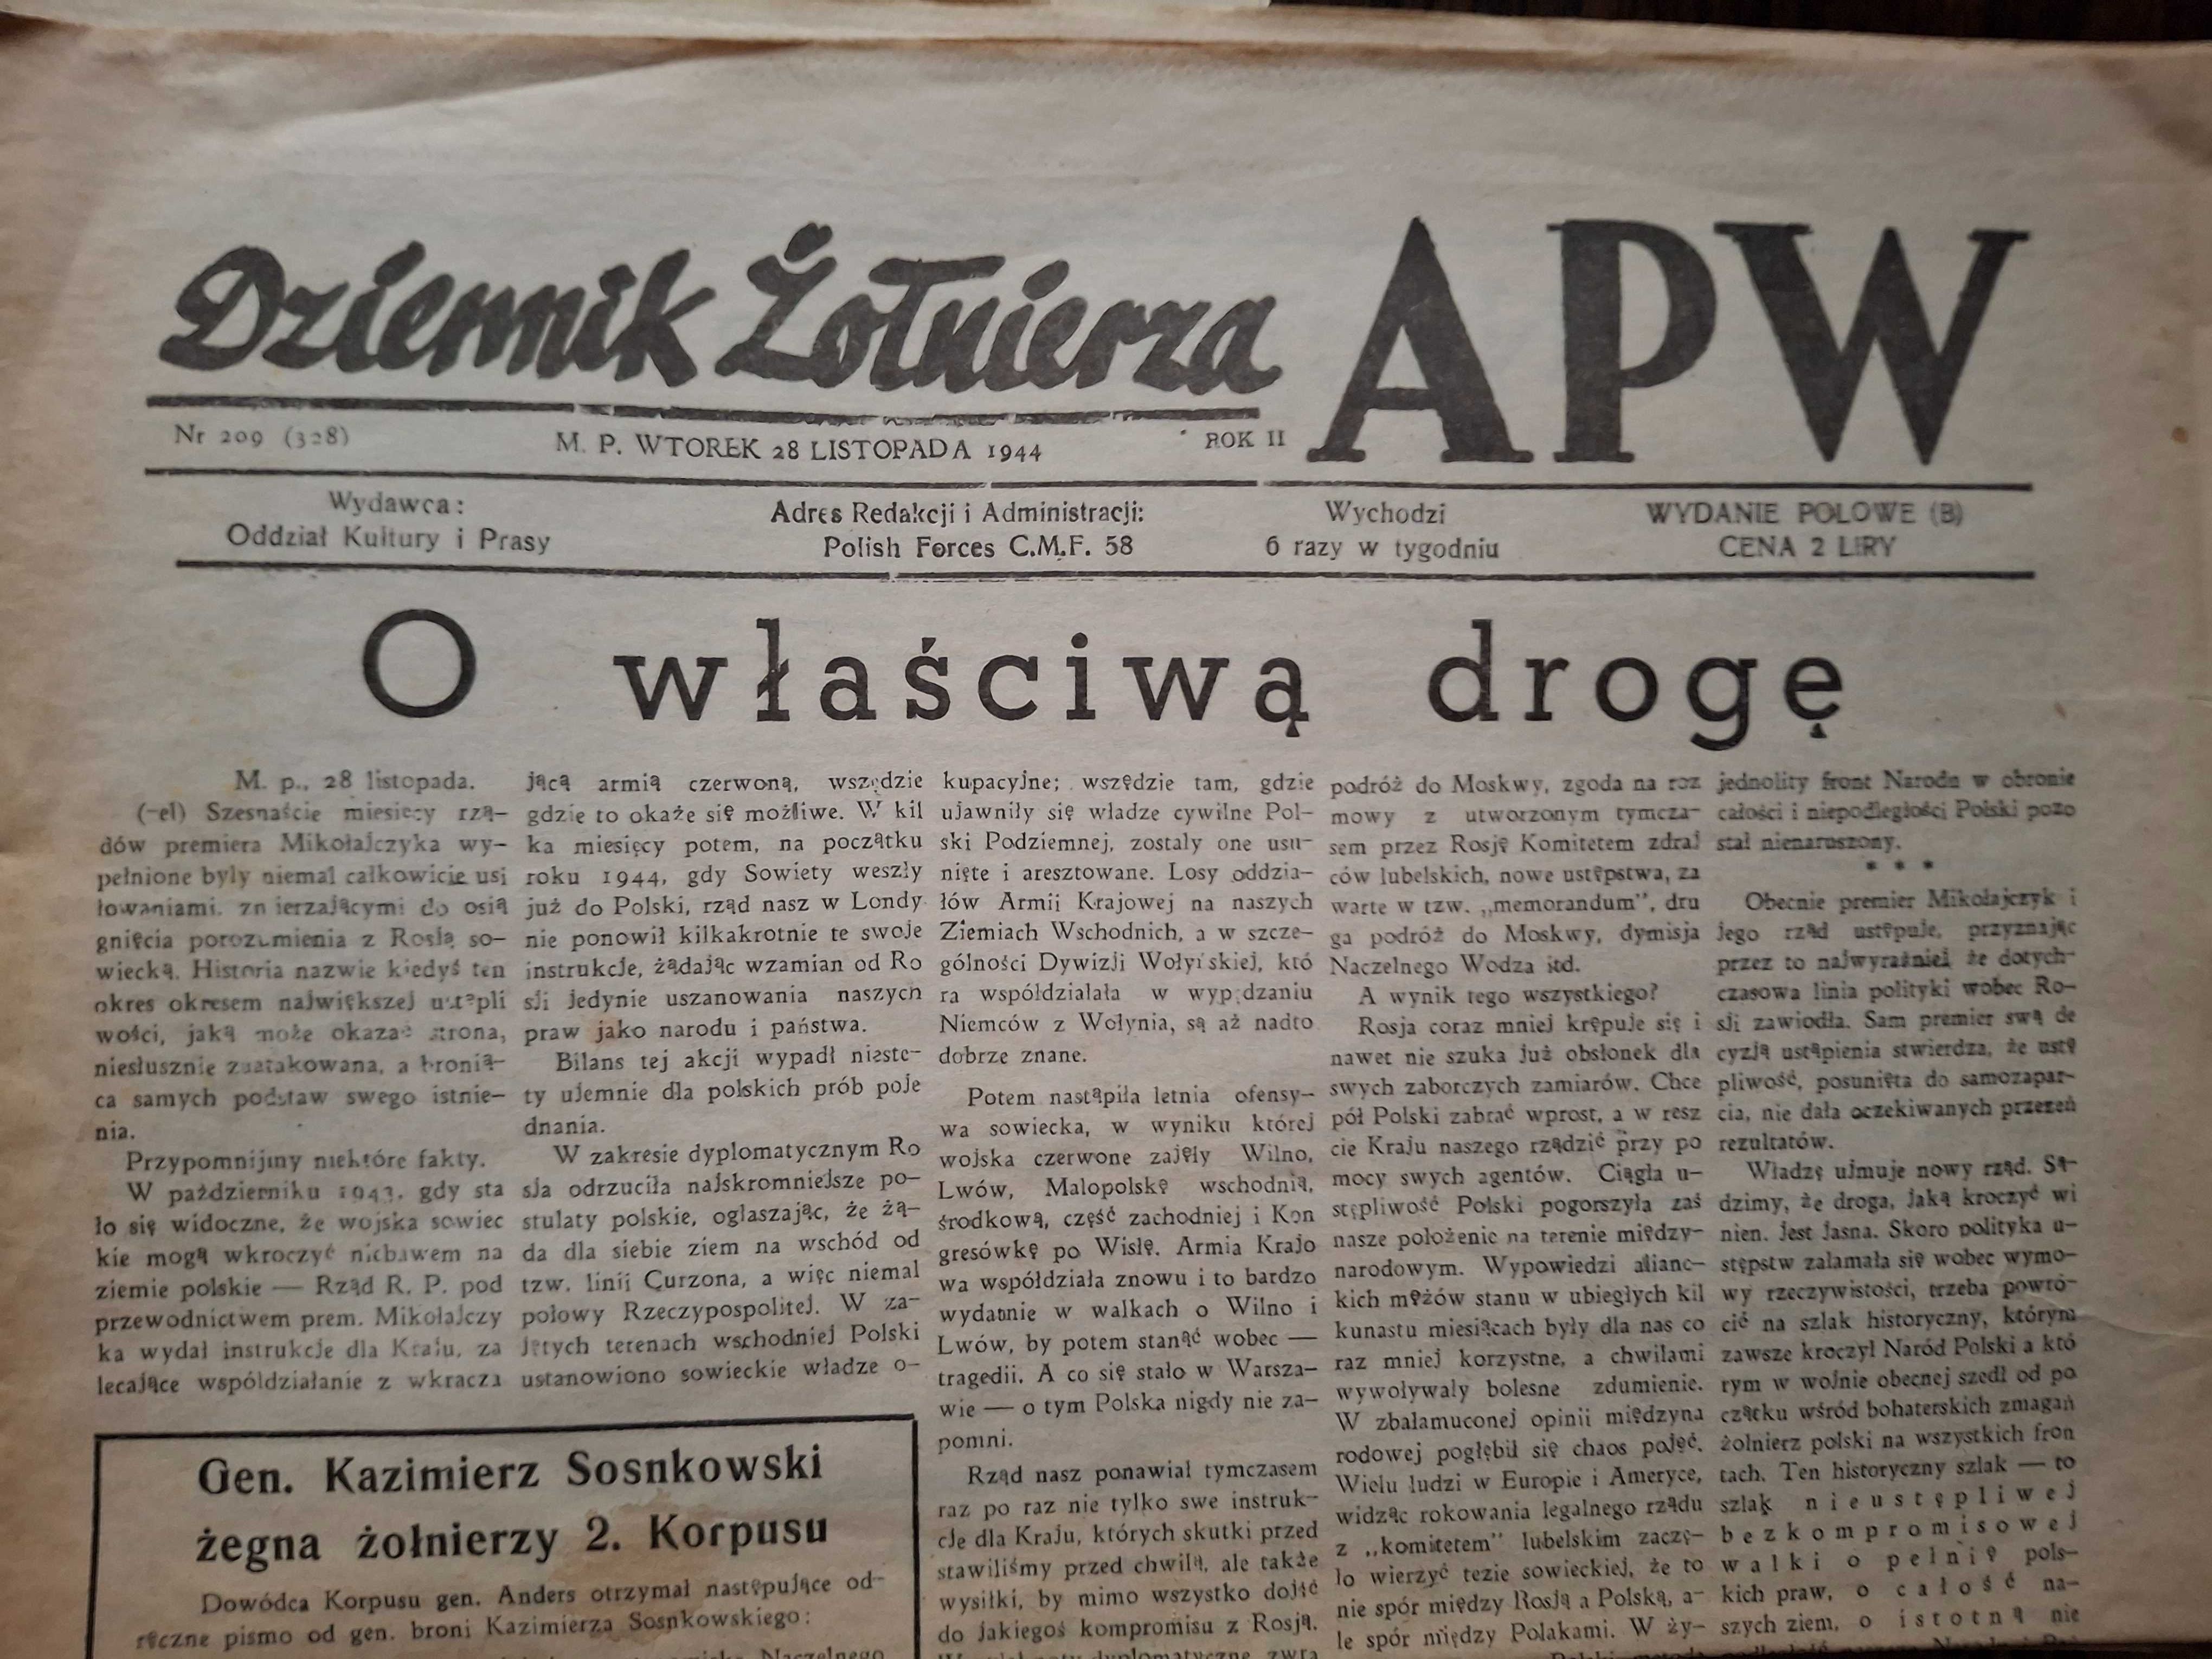 Dziennik Żołnierza APW
Nr 209 (328)
M. P. WTOREK 28 LISTOPADA 1944
ROK II
Wydawca:
Oddział Kultury i Prasy
Adres Redakcji i Administracji:
Polish Forces C.M.F. 58
Wychodzi
6 razy w tygodniu
WYDANIE POLOWE (B)
CENA 2 LIRY
O właściwą drogę
M. p., 28 listopada.
(-el) Szesnaście miesięcy rzą-
dów premiera Mikołajczyka wy-
pełnione były niemal całkowicie usi
łowaniami, zmierzającymi do osią
gnięcia porozumienia z Rosją so-
wiecką. Historia nazwie kiedyś ten
okres okresem największej ustępli
wości, jaką może okazać strona,
niesłusznie zaatakowana, a bronią-
ca samych podstaw swego istnie-
nia.
Przypomnijmy niektóre fakty.
W październiku 1943, gdy sta
ło się widoczne, że wojska sowiec
kie mogą wkroczyć niebawem na
ziemie polskie — Rząd R. P. pod
przewodnictwem prem. Mikołajczy
ka wydał instrukcje dla Kraju, za
lecające współdziałanie z wkracza
jącą armią czerwoną, wszędzie
gdzie to okaże się możliwe. W kil
ka miesięcy potem, na początku
roku 1944, gdy Sowiety weszły
już do Polski, rząd nasz w Londy
nie ponowił kilkakrotnie te swoje
instrukcje, żądając wzamian od Ro
sji jedynie uszanowania naszych
praw jako narodu i państwa.
Bilans tej akcji wypadł nieste-
ty ujemnie dla polskich prób poje
dnania.
W zakresie dyplomatycznym Ro
sja odrzuciła najskromniejsze po-
stulaty polskie, ogłaszając, że żą-
da dla siebie ziem na wschód od
tzw. linii Curzona, a więc niemal
połowy Rzeczypospolitej. W za-
jętych terenach wschodniej Polski
ustanowiono sowieckie władze o-
kupacyjne; wszędzie tam, gdzie
ujawniły się władze cywilne Pol-
ski Podziemnej, zostały one usu-
nięte i aresztowane. Losy oddzia-
łów Armii Krajowej na naszych
Ziemiach Wschodnich, a w szcze-
gólności Dywizji Wołyńskiej, któ
ra współdziałała w wypędzaniu
Niemców z Wołynia, są aż nadto
dobrze znane.
Potem nastąpiła letnia ofensy-
wa sowiecka, w wyniku której
wojska czerwone zajęły Wilno,
Lwów, Małopolskę wschodnią,
środkową, część zachodniej i Kon
gresówkę po Wisłę. Armia Krajo
wa współdziała znowu i to bardzo
wydatnie w walkach o Wilno i
Lwów, by potem stanąć wobec —
tragedii. A co się stało w Warsza-
wie — o tym Polska nigdy nie za-
pomni.
Rząd nasz ponawiał tymczasem
raz po raz nie tylko swe instruk-
cje dla Kraju, których skutki przed
stawiliśmy przed chwilą, ale także
wysiłki, by mimo wszystko dojść
do jakiegoś kompromisu z Rosją.
podróż do Moskwy, zgoda na roz
mowy z utworzonym tymcza-
sem przez Rosję Komitetem zdraj
ców lubelskich, nowe ustępstwa, za
warte w tzw. „memorandum”, dru
ga podróż do Moskwy, dymisja
Naczelnego Wodza itd.
A wynik tego wszystkiego?
Rosja coraz mniej krępuje się i
nawet nie szuka już obsłonek dla
swych zaborczych zamiarów. Chce
pół Polski zabrać wprost, a w resz
cie Kraju naszego rządzić przy po
mocy swych agentów. Ciągła u-
stępliwość Polski pogorszyła zaś
nasze położenie na terenie między-
narodowym. Wypowiedzi alianc-
kich mężów stanu w ubiegłych kil
kunastu miesiącach były dla nas co
raz mniej korzystne, a chwilami
wywoływały bolesne zdumienie.
W zbałamuconej opinii międzyna
rodowej pogłębił się chaos pojęć.
Wielu ludzi w Europie i Ameryce,
widząc rokowania legalnego rządu
z „komitetem” lubelskim zaczę-
ło wierzyć tezie sowieckiej, że to
nie spór między Rosją a Polską, a-
le spór między Polakami. W ży-
jednolity front Narodu w obronie
całości i niepodległości Polski pozo
stał nienaruszony.
* * *
Obecnie premier Mikołajczyk i
jego rząd ustępuje, przyznając
przez to najwyraźniej że dotych-
czasowa linia polityki wobec Ro-
sji zawiodła. Sam premier swą de
cyzją ustąpienia stwierdza, że ustę
pliwość, posunięta do samozapar-
cia, nie dała oczekiwanych przezeń
rezultatów.
Władzę ujmuje nowy rząd. Są-
dzimy, że droga, jaką kroczyć wi
nien, jest jasna. Skoro polityka u-
stępstw załamała się wobec wymo-
wy rzeczywistości, trzeba powró-
cić na szlak historyczny, którym
zawsze kroczył Naród Polski a któ
rym w wojnie obecnej szedł od po
czątku wśród bohaterskich zmagań
żołnierz polski na wszystkich fron
tach. Ten historyczny szlak — to
szlak nieustępliwej
bezkompromisowej
walki o pełnię pols-
kich praw, o całość na-
szych ziem, o istotną nie
Gen. Kazimierz Sosnkowski
żegna żołnierzy 2. Korpusu
Dowódca Korpusu gen. Anders otrzymał następujące od-
ręczne pismo od gen. broni Kazimierza Sosnkowskiego: